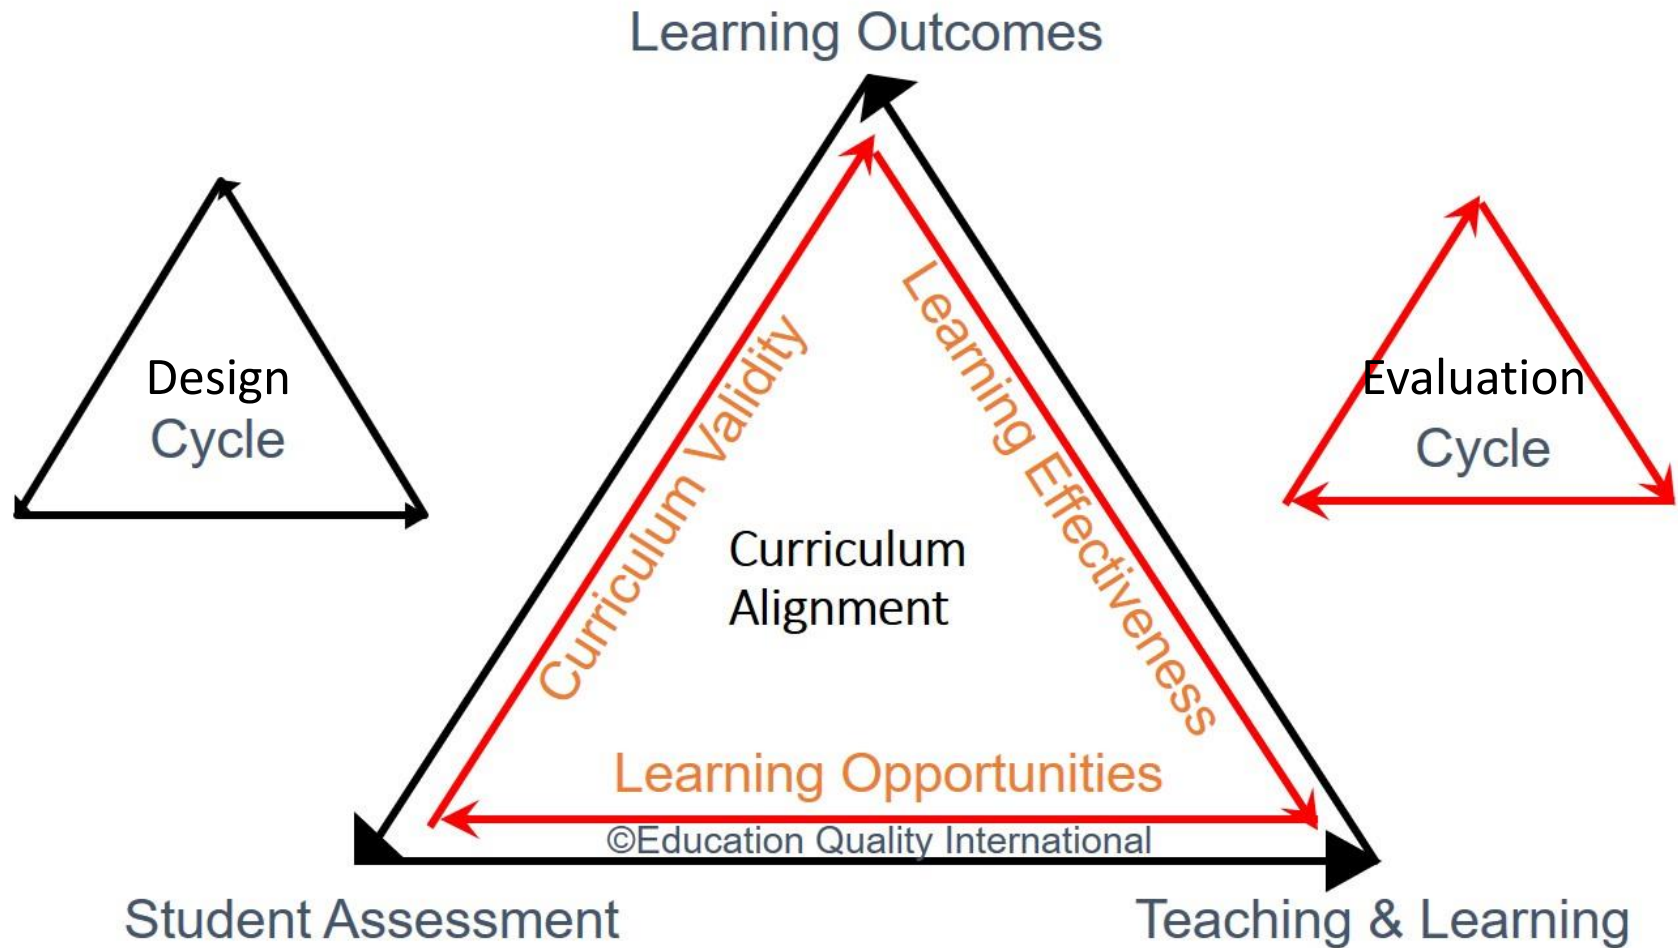 Learning Outcomes
Design
Cycle
Curriculum Validity
Learning Effectiveness
Curriculum
Alignment
Evaluation
Cycle
Learning Opportunities
©Education Quality International
Student Assessment
Teaching & Learning